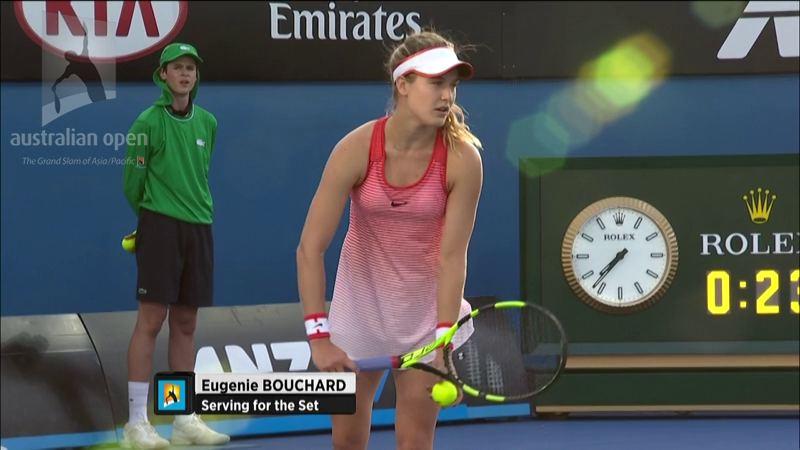 KIA
Emirates
australian open
The Grand Slam of Asia/Pacific
ROLEX
ROLEX
0:23
ANZ
Eugenie BOUCHARD
Serving for the Set